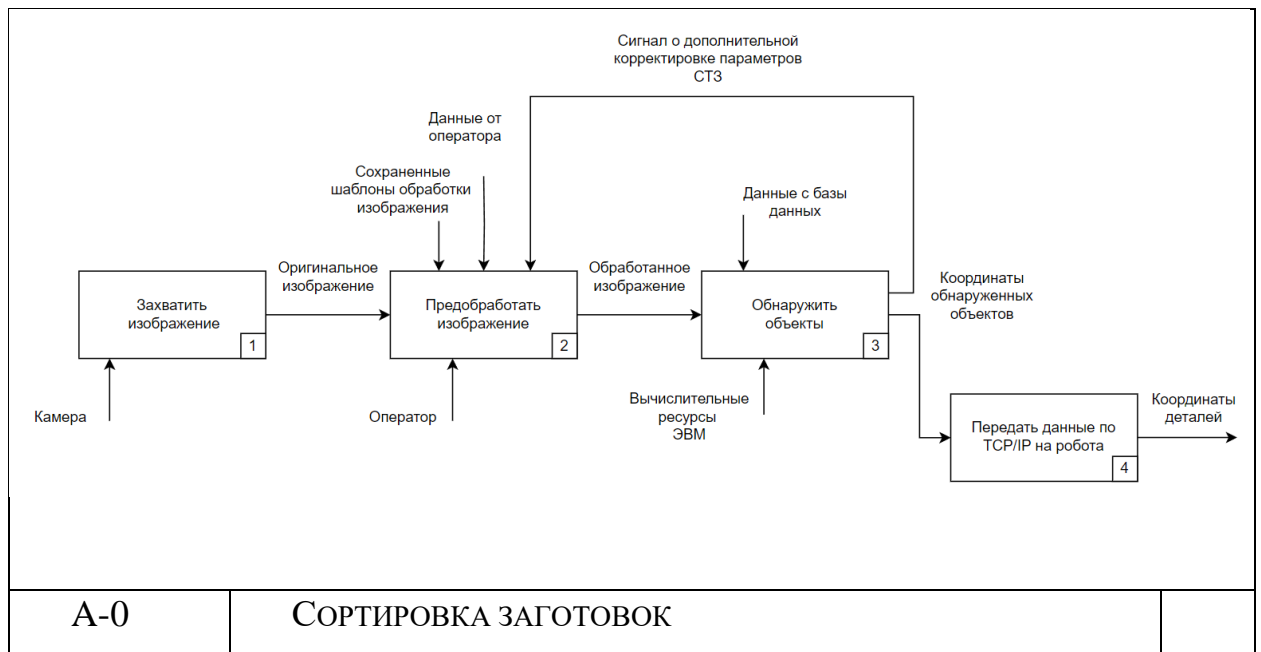 Сигнал о дополнительной
корректировке параметров
СТЗ
Данные от
оператора
Сохраненные
шаблоны обработки
изображения
Данные с базы
данных
Оригинальное
изображение
Обработанное
изображение
Координаты
обнаруженных
объектов
Захватить
изображение
1
Предобработать
изображение
2
Обнаружить
объекты
3
Камера
Оператор
Вычислительные
ресурсы
ЭВМ
Передать данные по
TCP/IP на робота
4
Координаты
деталей
А-0
СОРТИРОВКА ЗАГОТОВОК